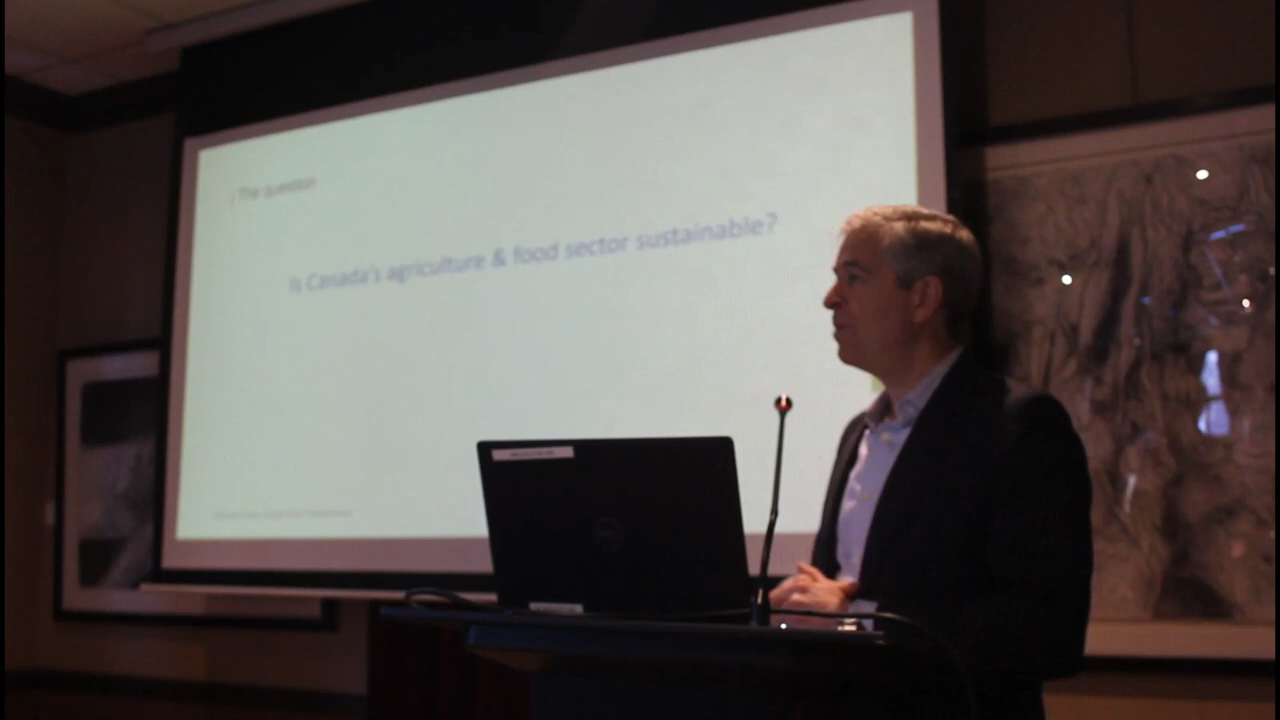 | The question
Is Canada's agriculture & food sector sustainable?